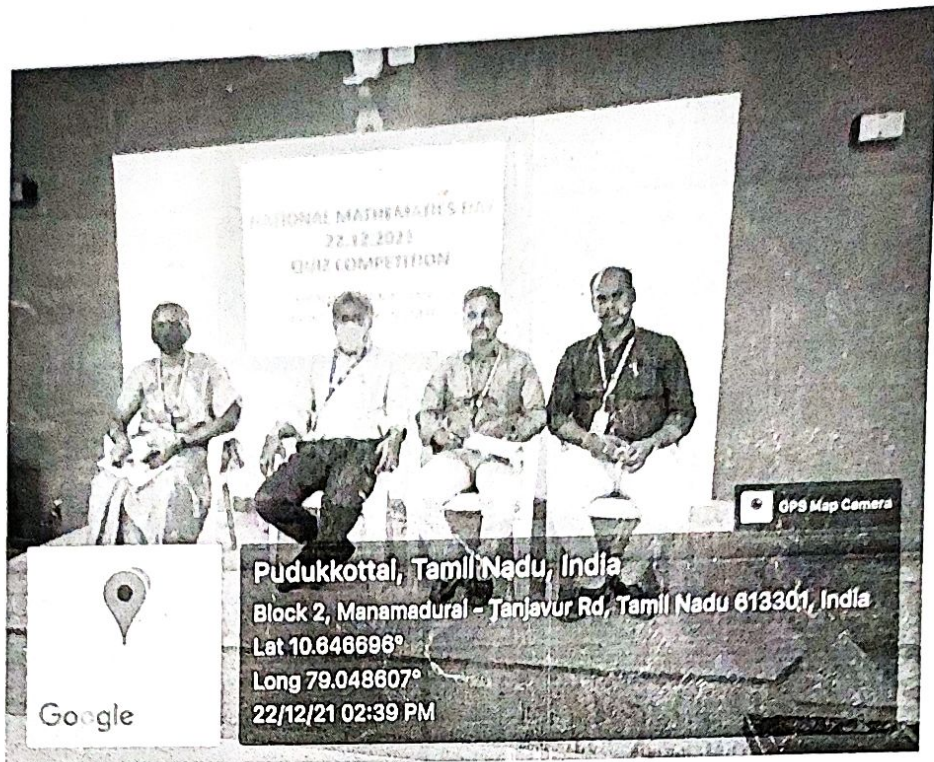 NATIONAL MATHEMATICS DAY
22.12.2021
QUIZ COMPETITION
GPS Map Camera
Pudukkottai, Tamil Nadu, India
Block 2, Manamadurai - Tanjavur Rd, Tamil Nadu 613301, India
Lat 10.646696°
Long 79.048607°
22/12/21 02:39 PM
Google